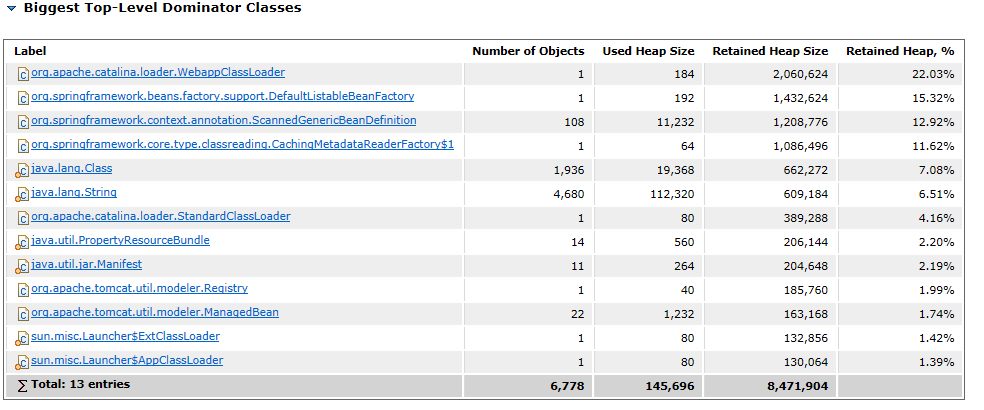 Biggest Top-Level Dominator Classes
Label Number of Objects Used Heap Size Retained Heap Size Retained Heap, %
org.apache.catalina.loader.WebappClassLoader 1 184 2,060,624 22.03%
org.springframework.beans.factory.support.DefaultListableBeanFactory 1 192 1,432,624 15.32%
org.springframework.context.annotation.ScannedGenericBeanDefinition 108 11,232 1,208,776 12.92%
org.springframework.core.type.classreading.CachingMetadataReaderFactory$1 1 64 1,086,496 11.62%
java.lang.Class 1,936 19,368 662,272 7.08%
java.lang.String 4,680 112,320 609,184 6.51%
org.apache.catalina.loader.StandardClassLoader 1 80 389,288 4.16%
java.util.PropertyResourceBundle 14 560 206,144 2.20%
java.util.jar.Manifest 11 264 204,648 2.19%
org.apache.tomcat.util.modeler.Registry 1 40 185,760 1.99%
org.apache.tomcat.util.modeler.ManagedBean 22 1,232 163,168 1.74%
sun.misc.Launcher$ExtClassLoader 1 80 132,856 1.42%
sun.misc.Launcher$AppClassLoader 1 80 130,064 1.39%
∑ Total: 13 entries 6,778 145,696 8,471,904